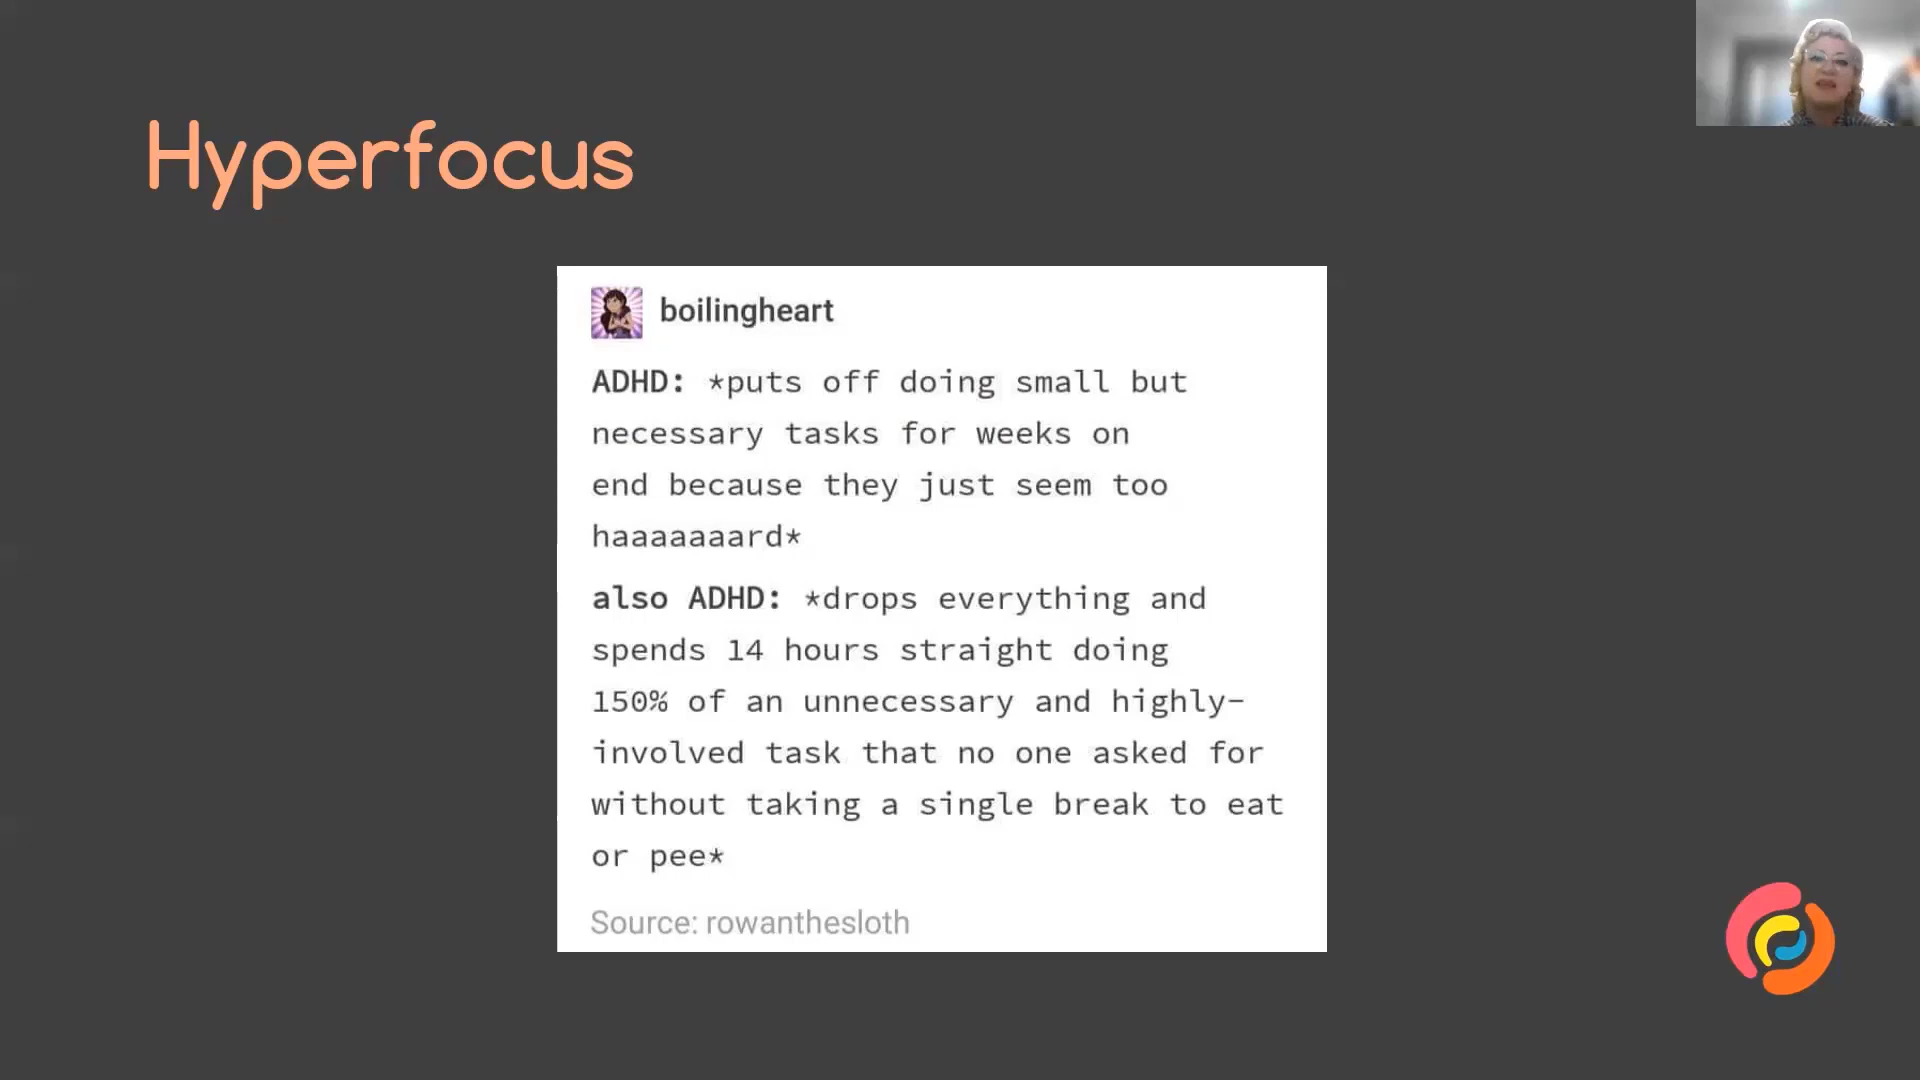 Hyperfocus
boilingheart
ADHD: *puts off doing small but
necessary tasks for weeks on
end because they just seem too
haaaaaaard*
also ADHD: *drops everything and
spends 14 hours straight doing
150% of an unnecessary and highly-
involved task that no one asked for
without taking a single break to eat
or pee*
Source: rowanthesloth